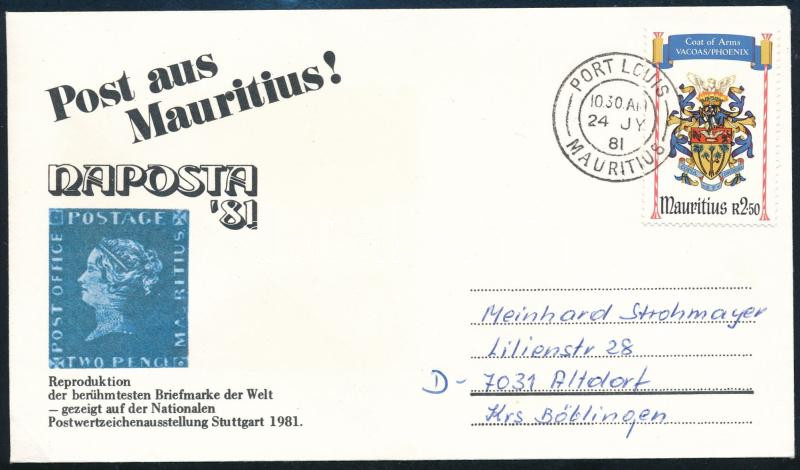 Post aus
Mauritius!
NAPOSTA
'81
POSTAGE
POST OFFICE
MAURITIUS
TWO PENCE
Reproduktion
der berühmtesten Briefmarke der Welt
— gezeigt auf der Nationalen
Postwertzeichenausstellung Stuttgart 1981.
PORT LOUIS
10.30.AM
24 JY
81
MAURITIUS
Coat of Arms
VACOAS/PHOENIX
Mauritius R2.50
Meinhard Strohmayer
Lilienstr 28
D- 7031 Altdorf
Krs Böblingen